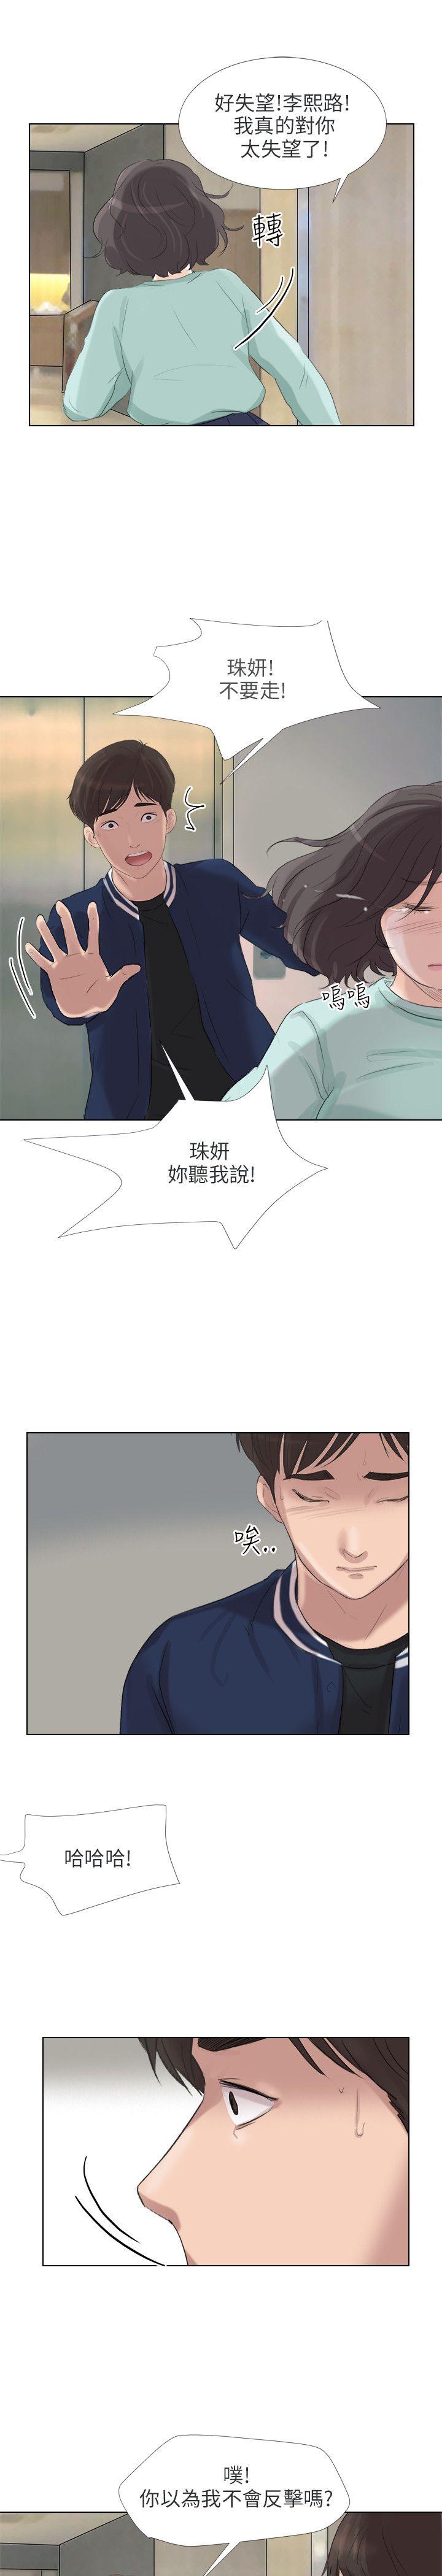 好失望!李熙路!
我真的對你
太失望了!
轉
珠妍!
不要走!
嗚嗚
珠妍
妳聽我說!
唉..
哈哈哈!
噗!
你以為我不會反擊嗎?